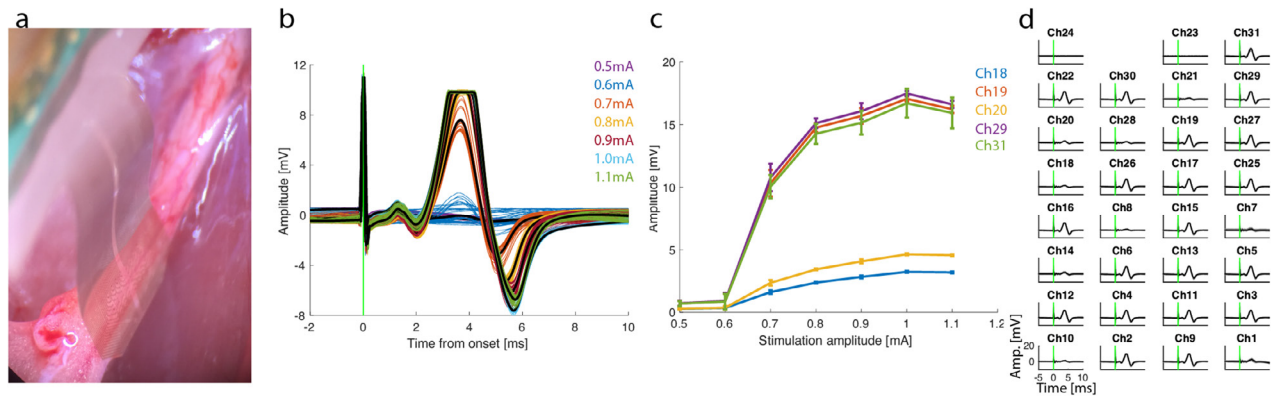 a
b
c
d
12
8
4
0
-4
-8
Amplitude [mV]
-2
0
2
4
6
8
10
Time from onset [ms]
0.5mA
0.6mA
0.7mA
0.8mA
0.9mA
1.0mA
1.1mA
20
15
10
5
0
Amplitude [mV]
0.5
0.6
0.7
0.8
0.9
1
1.1
1.2
Stimulation amplitude [mA]
Ch18
Ch19
Ch20
Ch29
Ch31
Ch24 Ch23 Ch31
Ch22 Ch30 Ch21 Ch29
Ch20 Ch28 Ch19 Ch27
Ch18 Ch26 Ch17 Ch25
Ch16 Ch8 Ch15 Ch7
Ch14 Ch6 Ch13 Ch5
Ch12 Ch4 Ch11 Ch3
Ch10 Ch2 Ch9 Ch1
Amp. [mV]
20
0
-5 0 5 10
Time [ms]